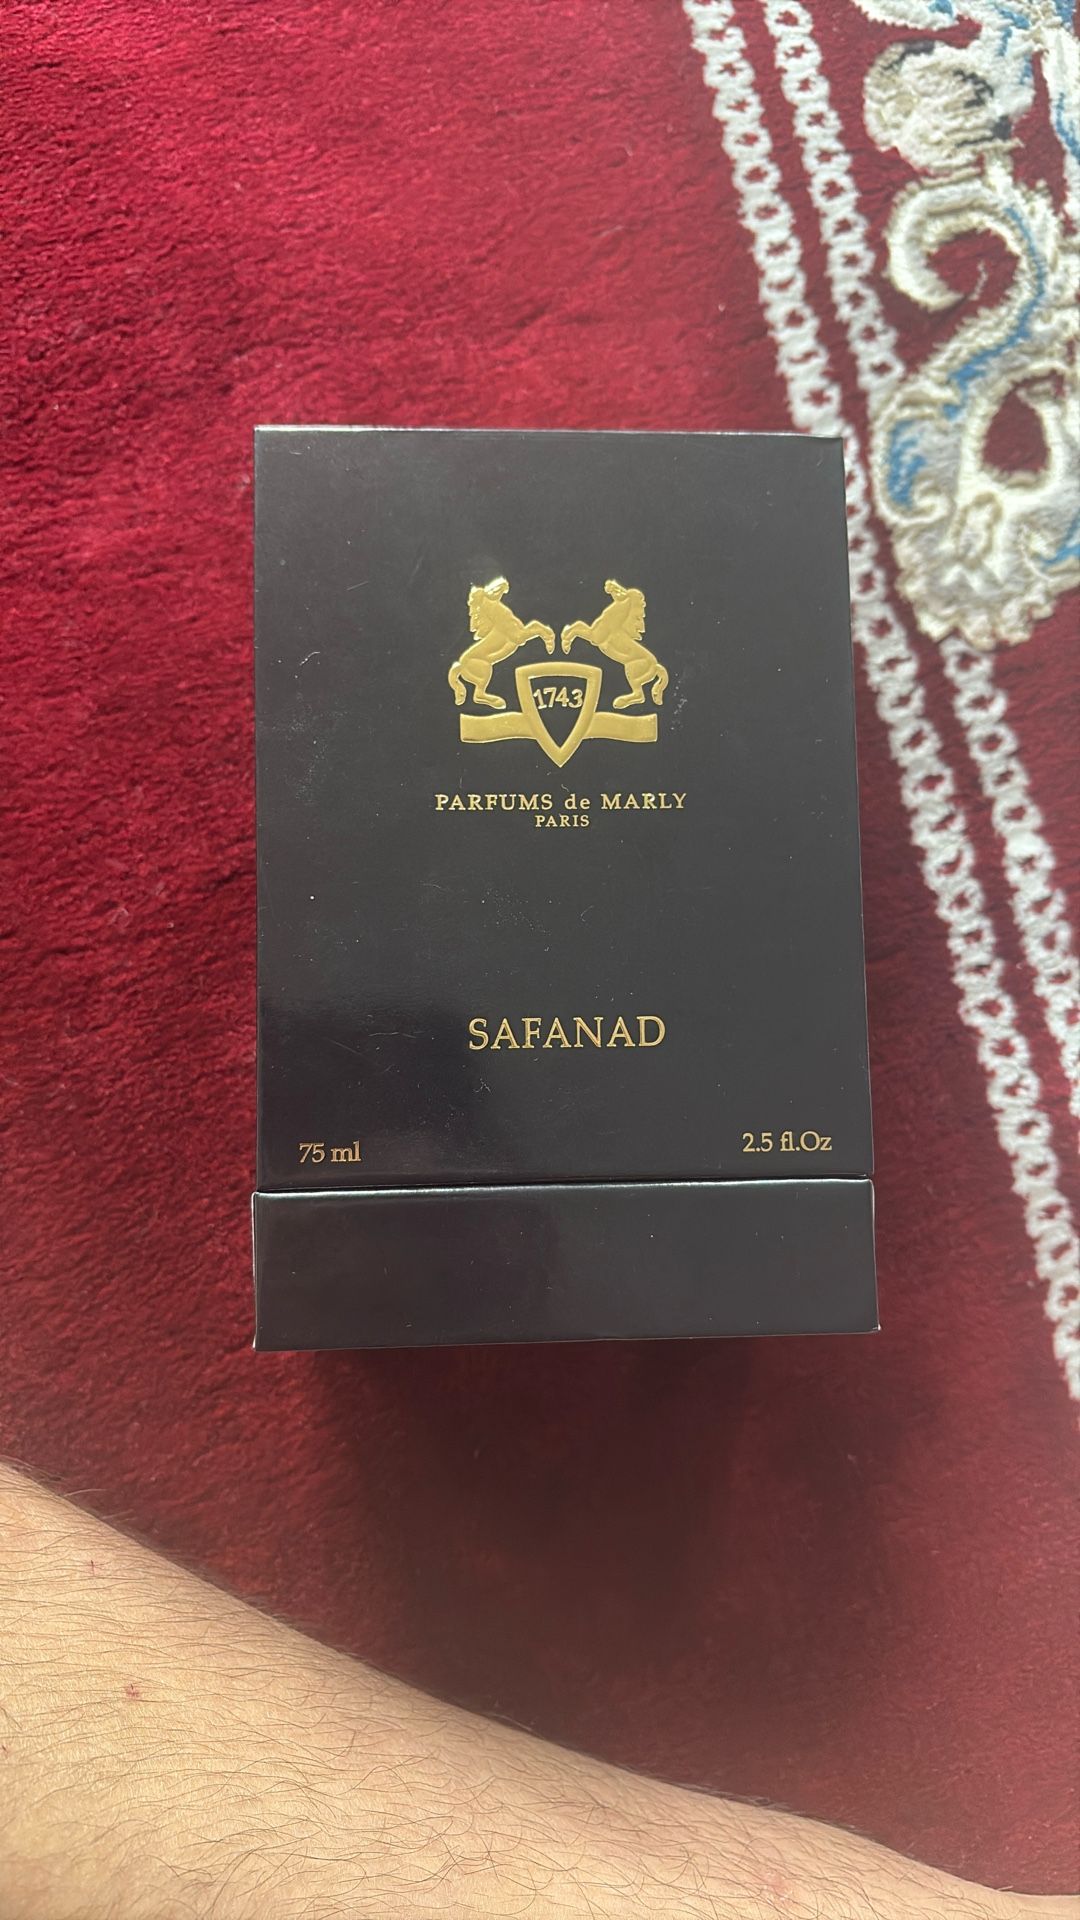 1743
PARFUMS de MARLY
PARIS
SAFANAD
75 ml
2.5 fl.Oz